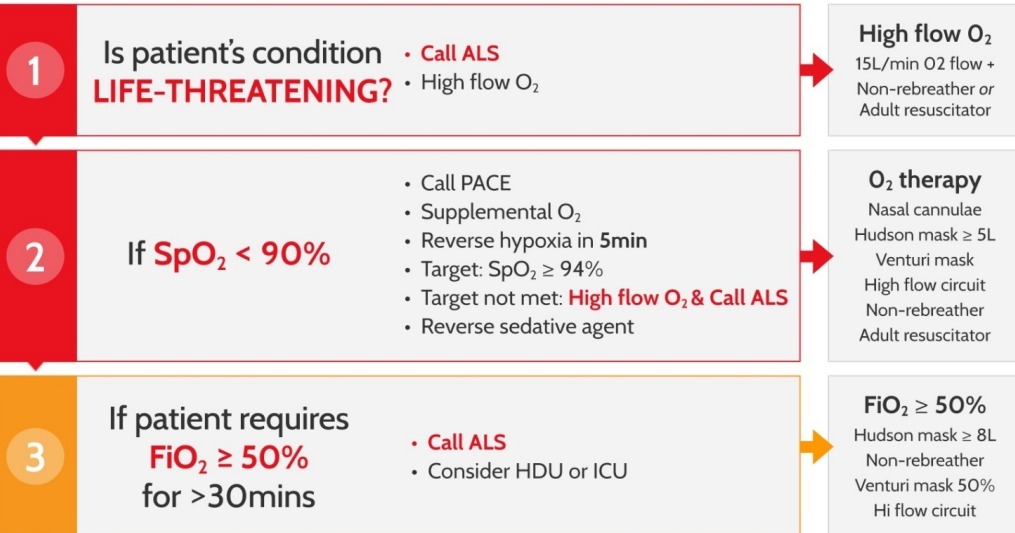 1
Is patient's condition
LIFE-THREATENING?
• Call ALS
• High flow O₂
High flow O₂
15L/min O2 flow +
Non-rebreather or
Adult resuscitator
2
If SpO₂ < 90%
• Call PACE
• Supplemental O₂
• Reverse hypoxia in 5min
• Target: SpO₂ ≥ 94%
• Target not met: High flow O₂ & Call ALS
• Reverse sedative agent
O₂ therapy
Nasal cannulae
Hudson mask ≥ 5L
Venturi mask
High flow circuit
Non-rebreather
Adult resuscitator
3
If patient requires
FiO₂ ≥ 50%
for >30mins
• Call ALS
• Consider HDU or ICU
FiO₂ ≥ 50%
Hudson mask ≥ 8L
Non-rebreather
Venturi mask 50%
Hi flow circuit